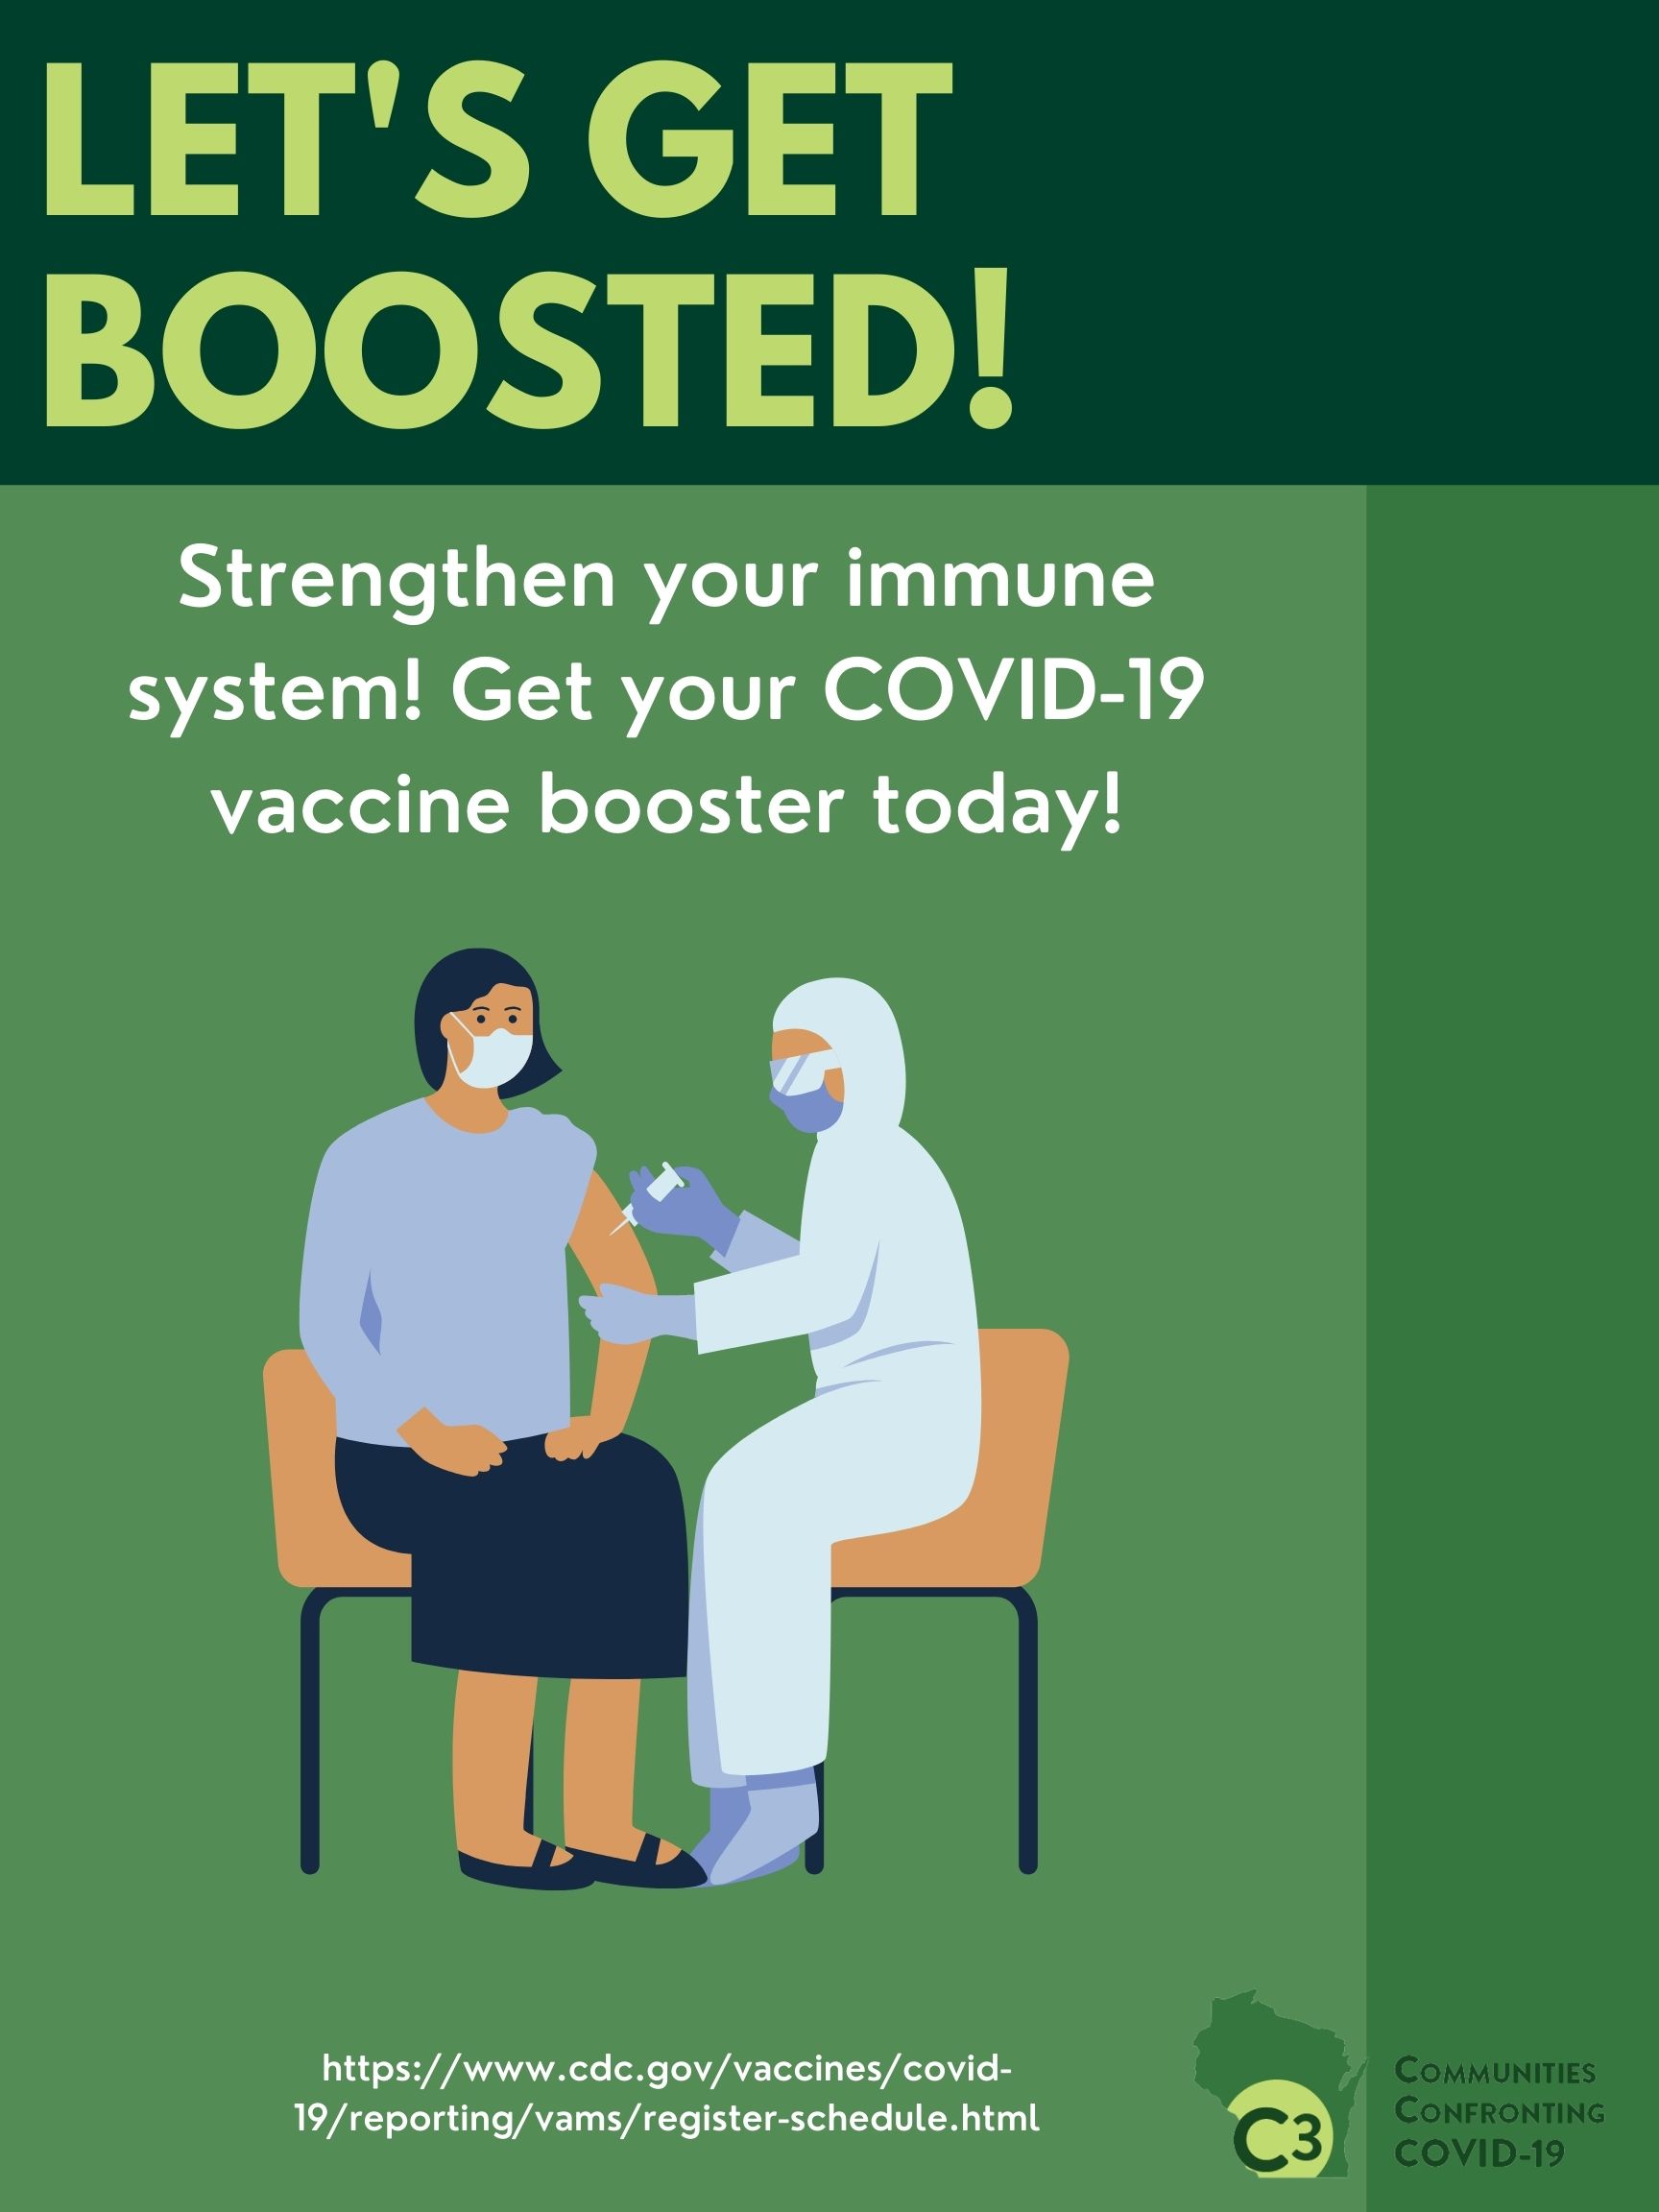 LET'S GET
BOOSTED!
Strengthen your immune
system! Get your COVID-19
vaccine booster today!
https://www.cdc.gov/vaccines/covid-
19/reporting/vams/register-schedule.html
C3
COMMUNITIES
CONFRONTING
COVID-19